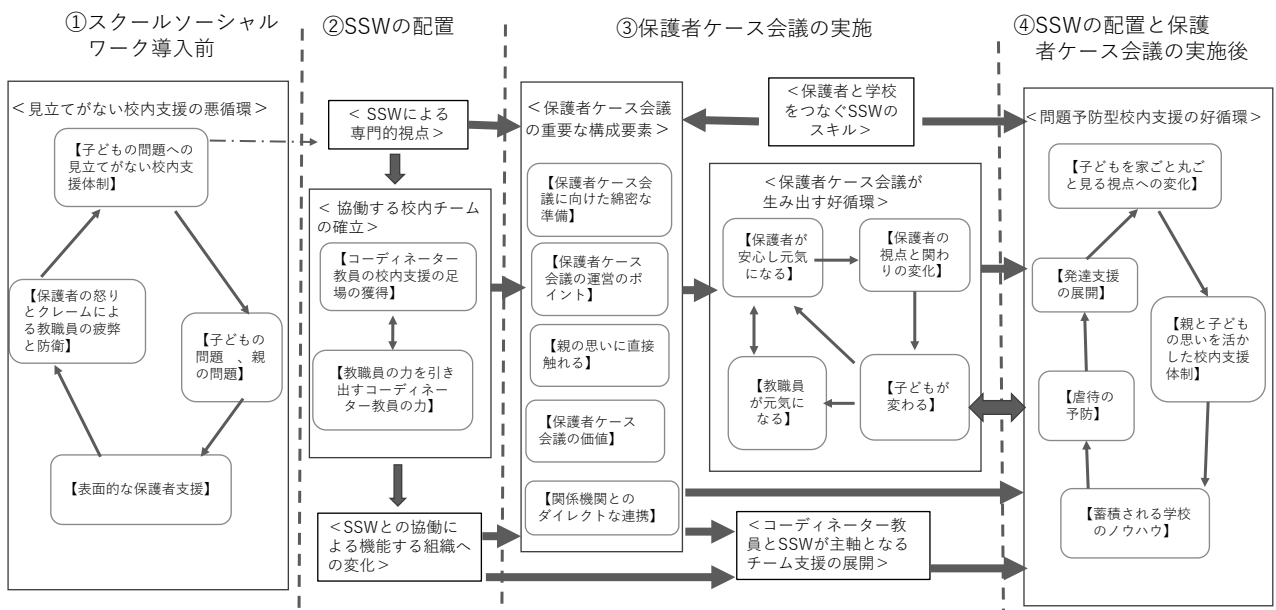 ①スクールソーシャル
ワーク導入前
＜見立てがない校内支援の悪循環＞
【子どもの問題への
見立てがない校内支
援体制】
【保護者の怒り
とクレームによ
る教職員の疲弊
と防衛】
【子どもの
問題　、親
の問題】
【表面的な保護者支援】
②SSWの配置
＜ SSWによる
専門的視点＞
＜ 協働する校内チーム
の確立＞
【コーディネーター
教員の校内支援の足
場の獲得】
【教職員の力を引き
出すコーディネー
ター教員の力】
＜SSWとの協働に
よる機能する組織へ
の変化＞
③保護者ケース会議の実施
＜保護者ケース会議
の重要な構成要素＞
【保護者ケース会
議に向けた綿密な
準備】
【保護者ケース
会議の運営のポ
イント】
【親の思いに直接
触れる】
【保護者ケース
会議の価値】
【関係機関との
ダイレクトな連携】
＜保護者と学校
をつなぐSSWの
スキル＞
＜保護者ケース会議が
生み出す好循環＞
【保護者が
安心し元気
になる】
【保護者の
視点と関わ
りの変化】
【教職員
が元気に
なる】
【子どもが
変わる】
＜コーディネーター教
員とSSWが主軸となる
チーム支援の展開＞
④SSWの配置と保護
者ケース会議の実施後
＜問題予防型校内支援の好循環＞
【子どもを家ごと丸ご
と見る視点への変化】
【発達支援
の展開】
【親と子ども
の思いを活か
した校内支援
体制】
【虐待の
予防】
【蓄積される学校
のノウハウ】